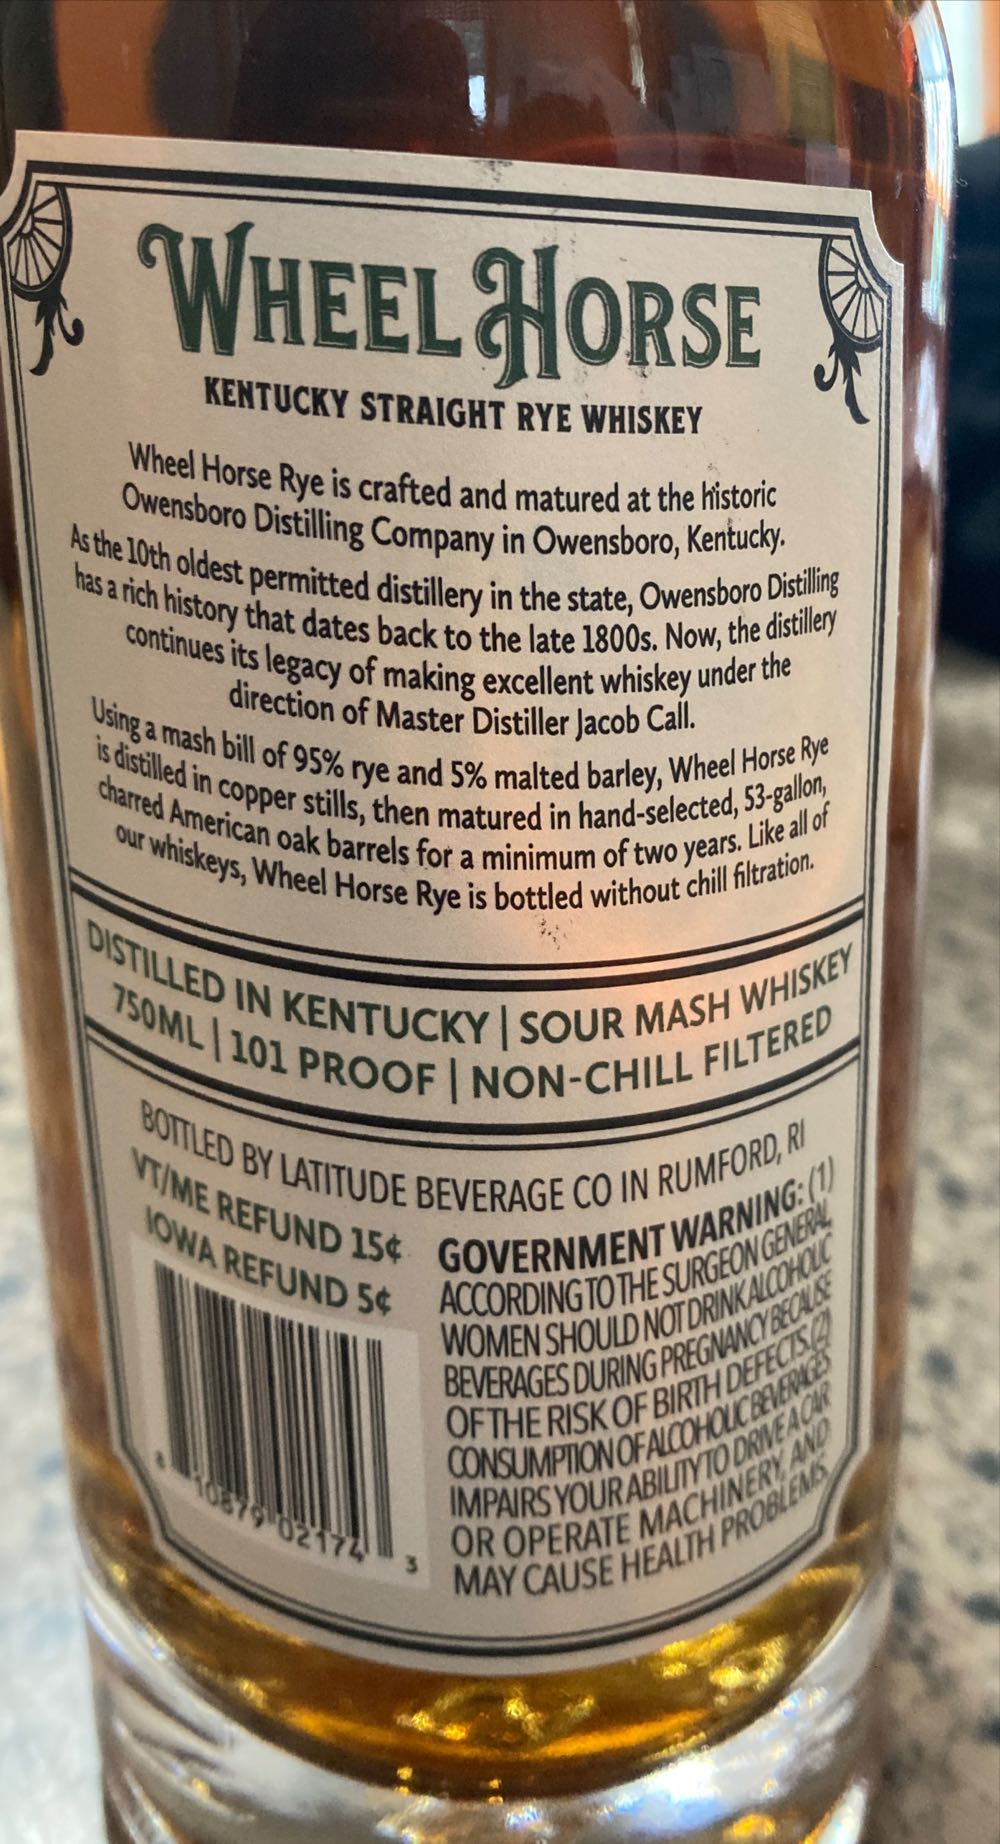 WHEEL HORSE
KENTUCKY STRAIGHT RYE WHISKEY
Wheel Horse Rye is crafted and matured at the historic
Owensboro Distilling Company in Owensboro, Kentucky.
As the 10th oldest permitted distillery in the state, Owensboro Distilling
has a rich history that dates back to the late 1800s. Now, the distillery
continues its legacy of making excellent whiskey under the
direction of Master Distiller Jacob Call.
Using a mash bill of 95% rye and 5% malted barley, Wheel Horse Rye
is distilled in copper stills, then matured in hand-selected, 53-gallon,
charred American oak barrels for a minimum of two years. Like all of
our whiskeys, Wheel Horse Rye is bottled without chill filtration.
DISTILLED IN KENTUCKY | SOUR MASH WHISKEY
750ML | 101 PROOF | NON-CHILL FILTERED
BOTTLED BY LATITUDE BEVERAGE CO IN RUMFORD, RI
VT/ME REFUND 15¢
IOWA REFUND 5¢
8 10879 02174 3
GOVERNMENT WARNING: (1)
ACCORDING TO THE SURGEON GENERAL
WOMEN SHOULD NOT DRINK ALCOHOLIC
BEVERAGES DURING PREGNANCY BECAUSE
OF THE RISK OF BIRTH DEFECTS. (2)
CONSUMPTION OF ALCOHOLIC BEVERAGES
IMPAIRS YOUR ABILITY TO DRIVE A CAR
OR OPERATE MACHINERY, AND
MAY CAUSE HEALTH PROBLEMS.